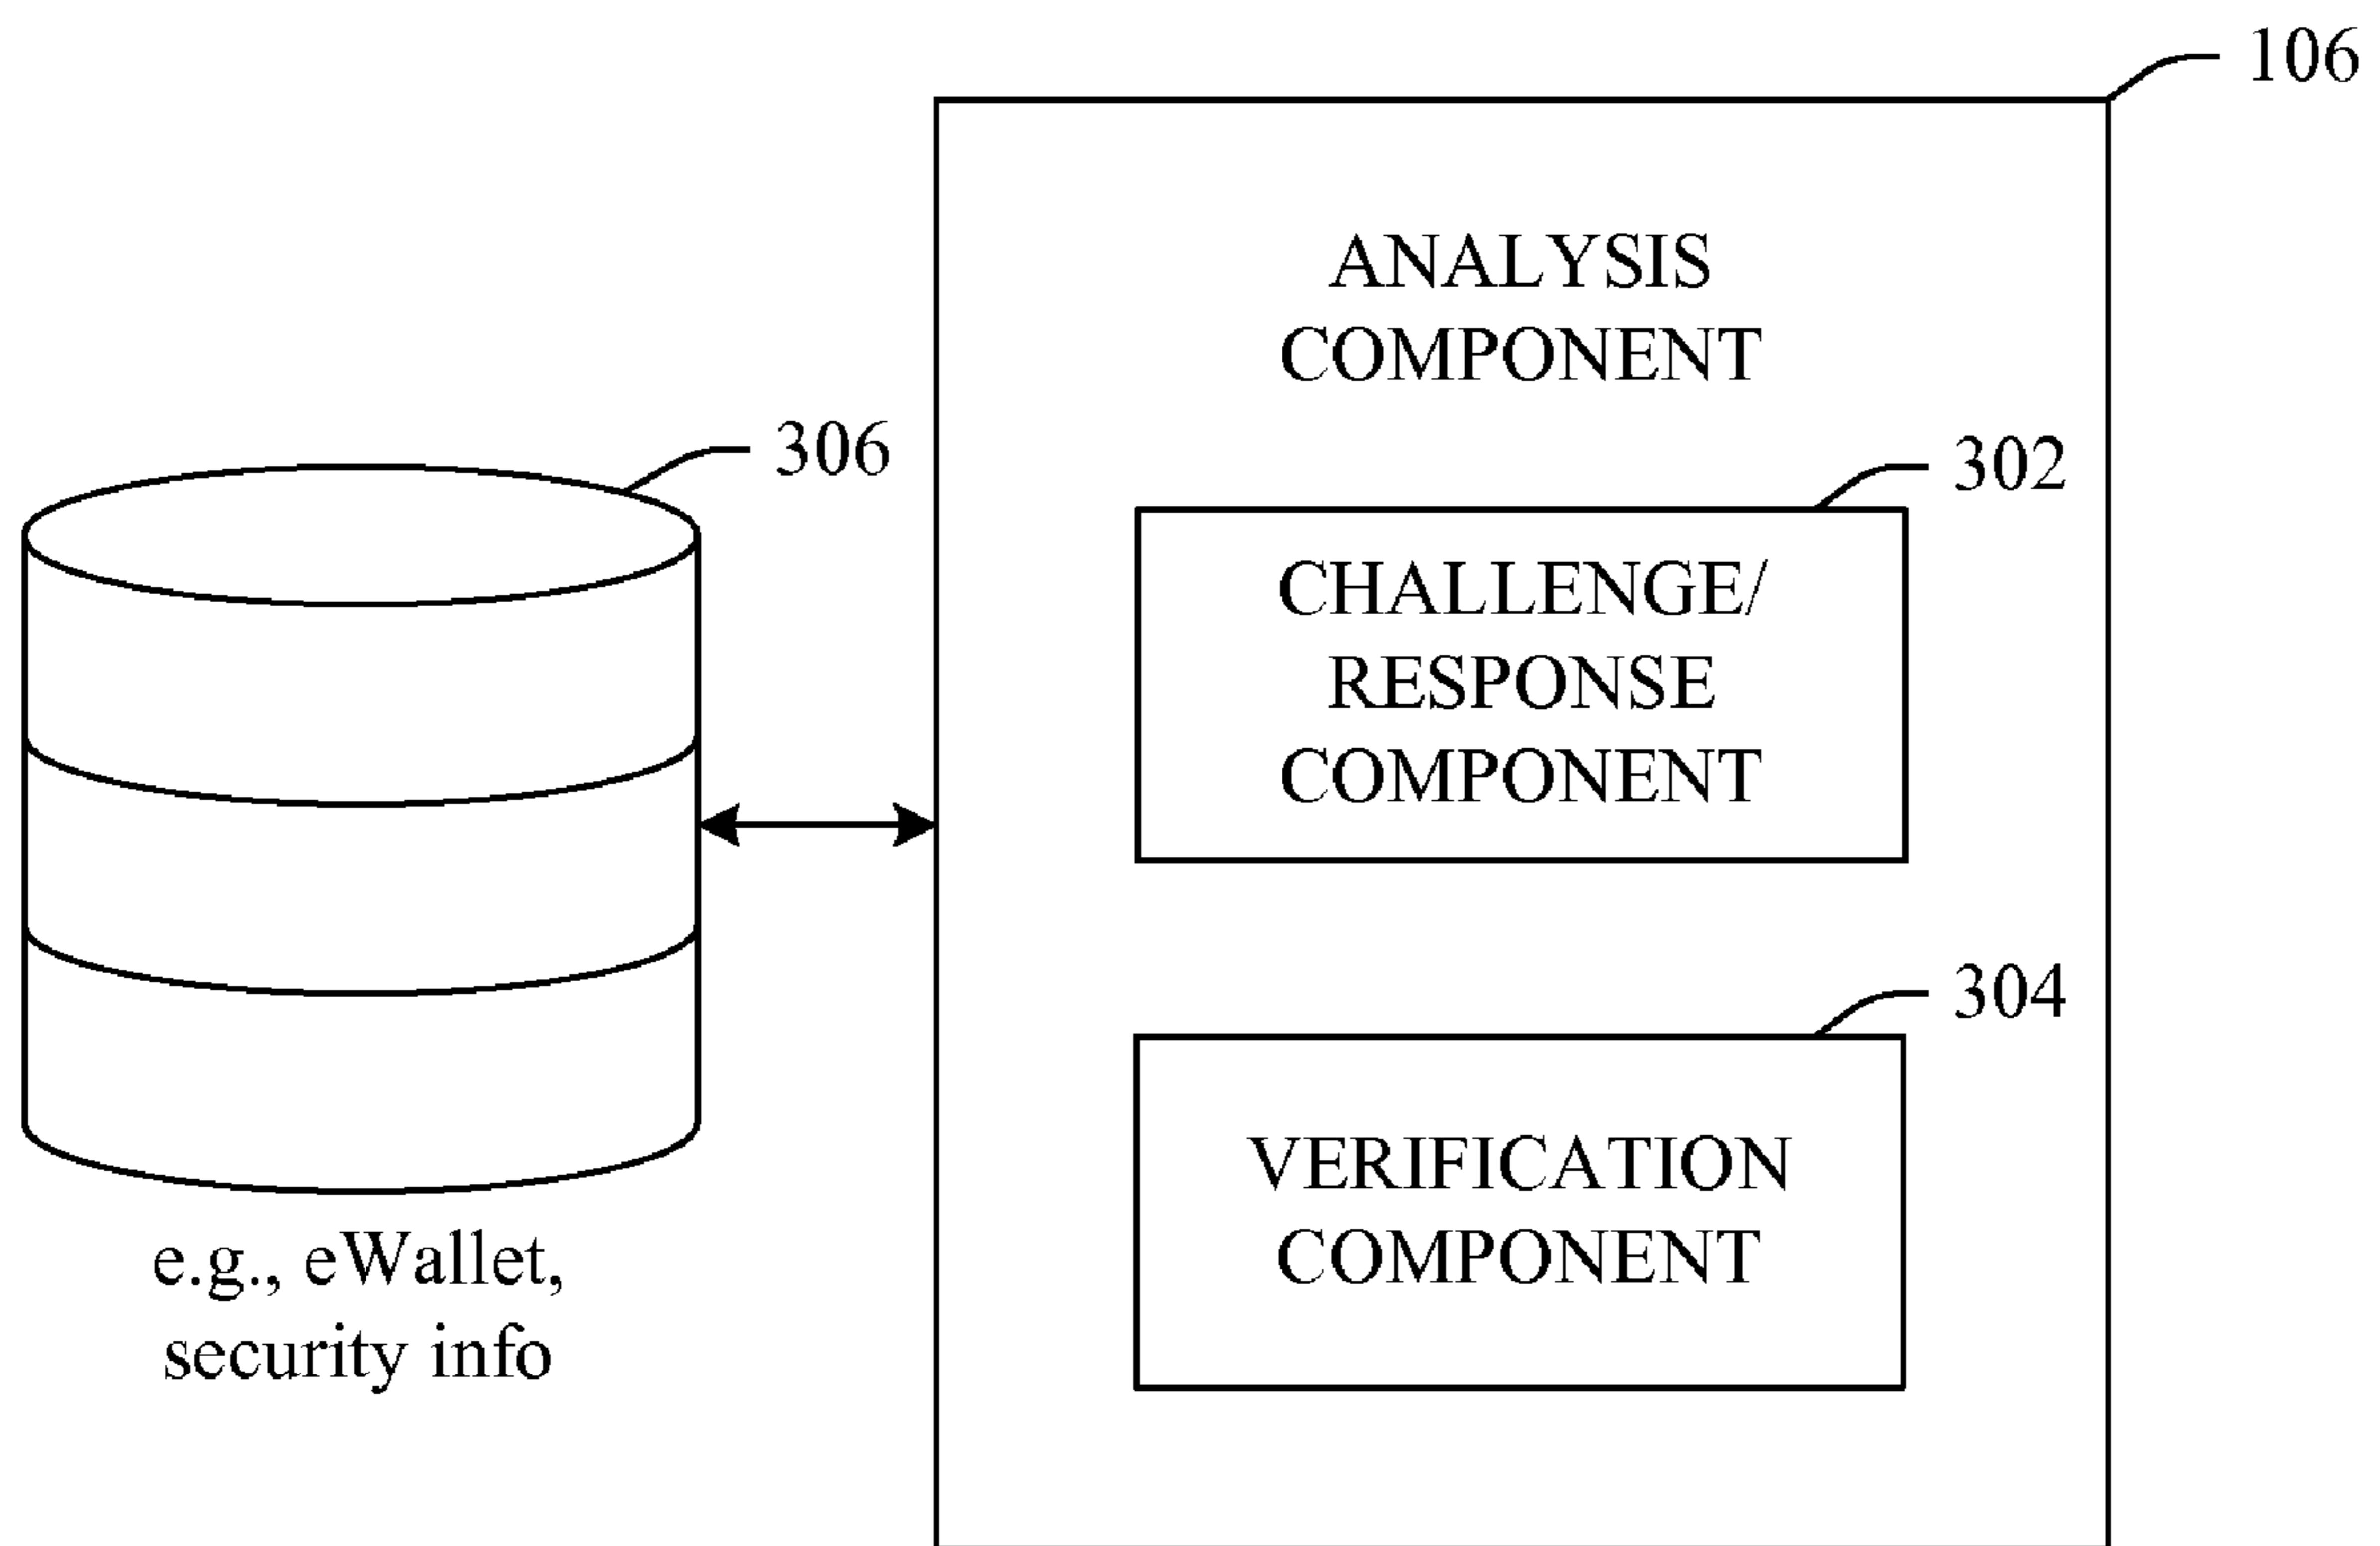 106
ANALYSIS
COMPONENT
306
302
CHALLENGE/
RESPONSE
COMPONENT
304
VERIFICATION
COMPONENT
e.g., eWallet,
security info